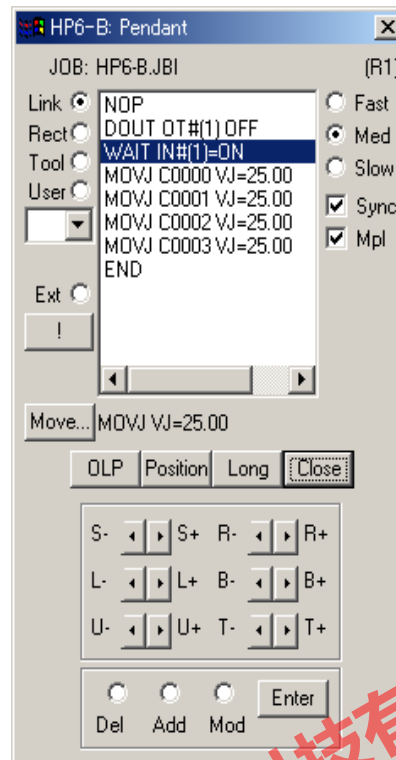 HP6-B: Pendant
JOB: HP6-B.JBI (R1)
Link
Rect
Tool
User
Ext
!
NOP
DOUT OT#(1) OFF
WAIT IN#(1)=ON
MOVJ C0000 VJ=25.00
MOVJ C0001 VJ=25.00
MOVJ C0002 VJ=25.00
MOVJ C0003 VJ=25.00
END
Fast
Med
Slow
Sync
Mpl
Move... MOVJ VJ=25.00
OLP Position Long Close
S- S+ R- R+
L- L+ B- B+
U- U+ T- T+
Del Add Mod Enter
科技有